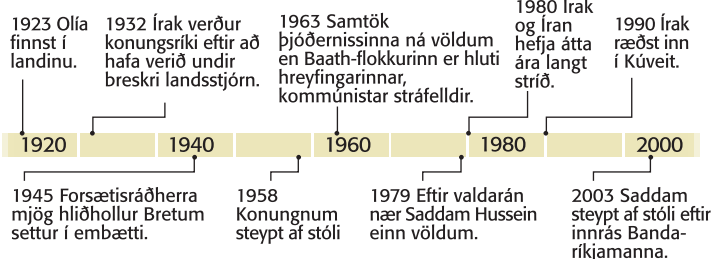 1923 Olía
finnst í
landinu.
1932 Írak verður
konungsríki eftir að
hafa verið undir
breskri landsstjórn.
1963 Samtök
þjóðernissinna ná völdum
en Baath-flokkurinn er hluti
hreyfingarinnar,
kommúnistar stráfelldir.
1980 Írak
og Íran
hefja átta
ára langt
stríð.
1990 Írak
ræðst inn
í Kúveit.
1920
1940
1960
1980
2000
1945 Forsætisráðherra
mjög hliðhollur Bretum
settur í embætti.
1958
Konungnum
steypt af stóli
1979 Eftir valdarán
nær Saddam Hussein
einn völdum.
2003 Saddam
steypt af stóli eftir
innrás Banda-
ríkjamanna.